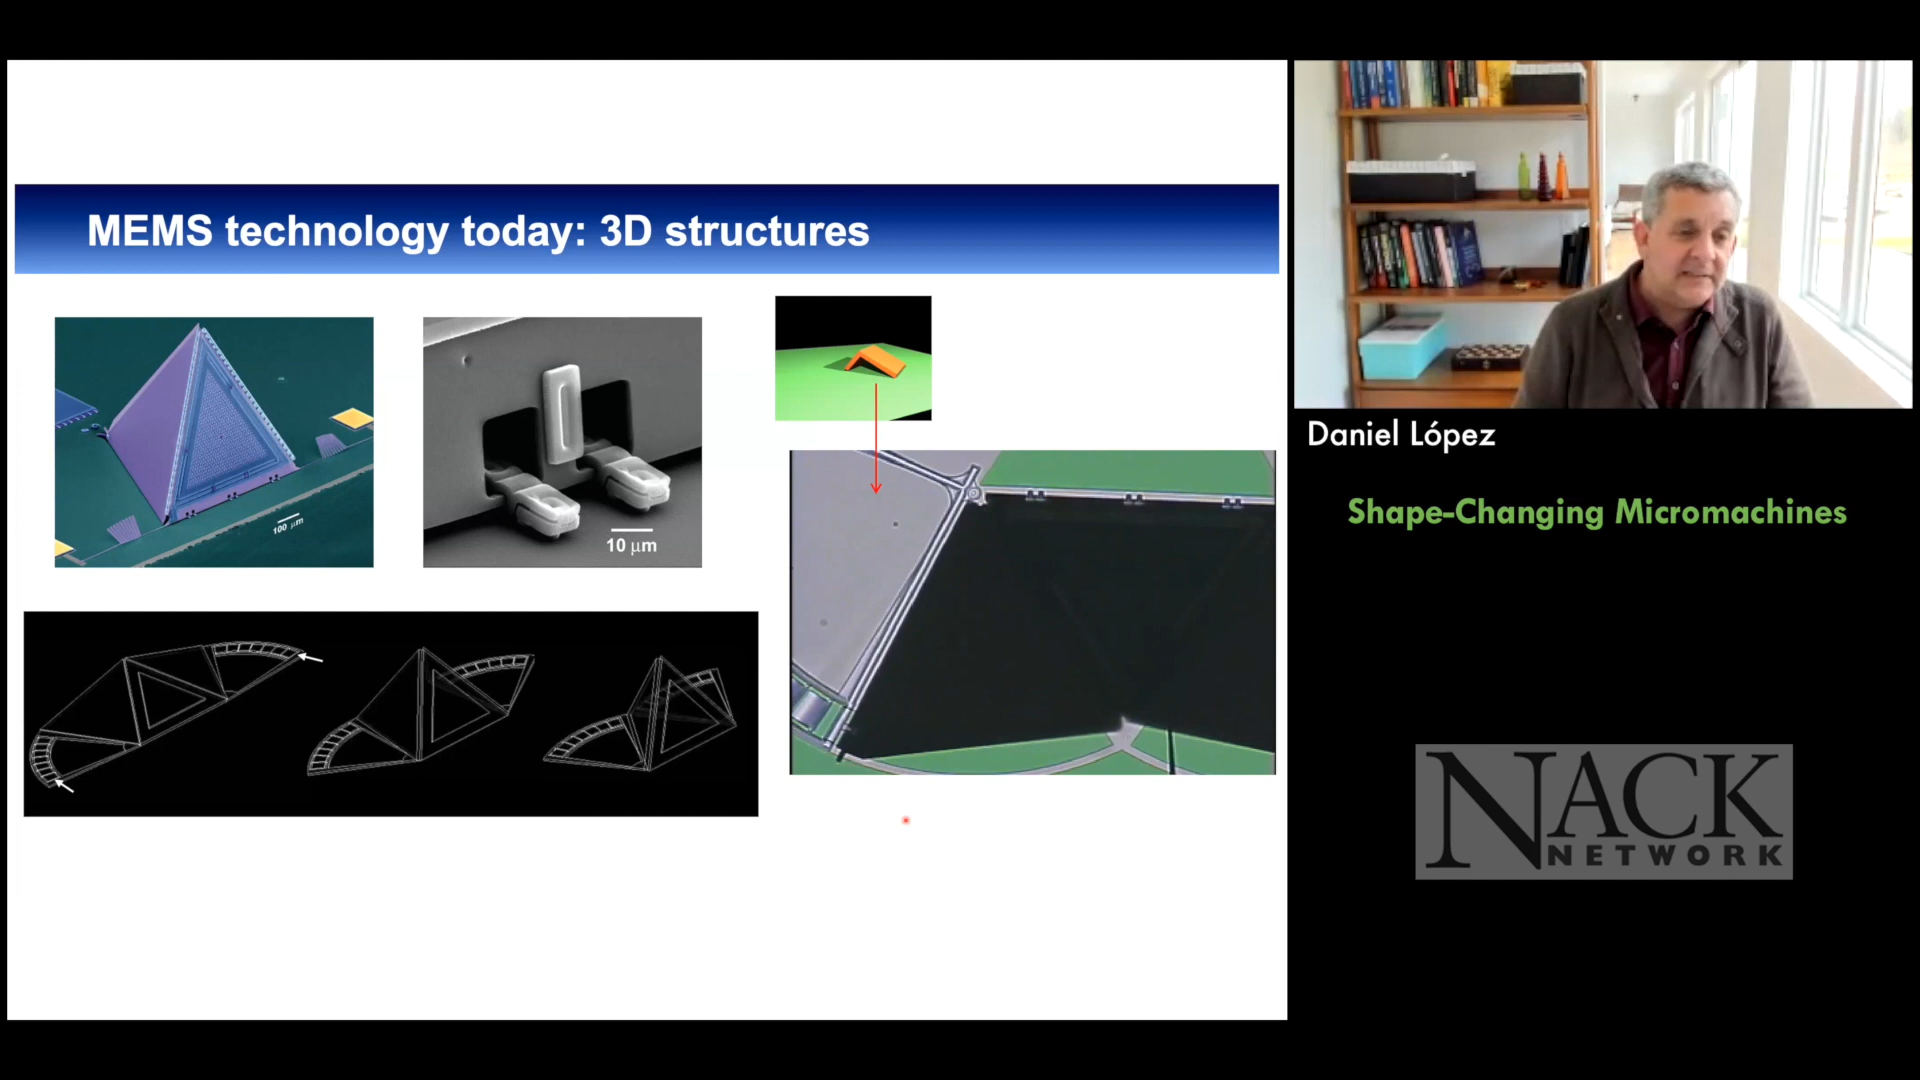 MEMS technology today: 3D structures
100 µm
10 µm
Daniel López
Shape-Changing Micromachines
NACK
NETWORK